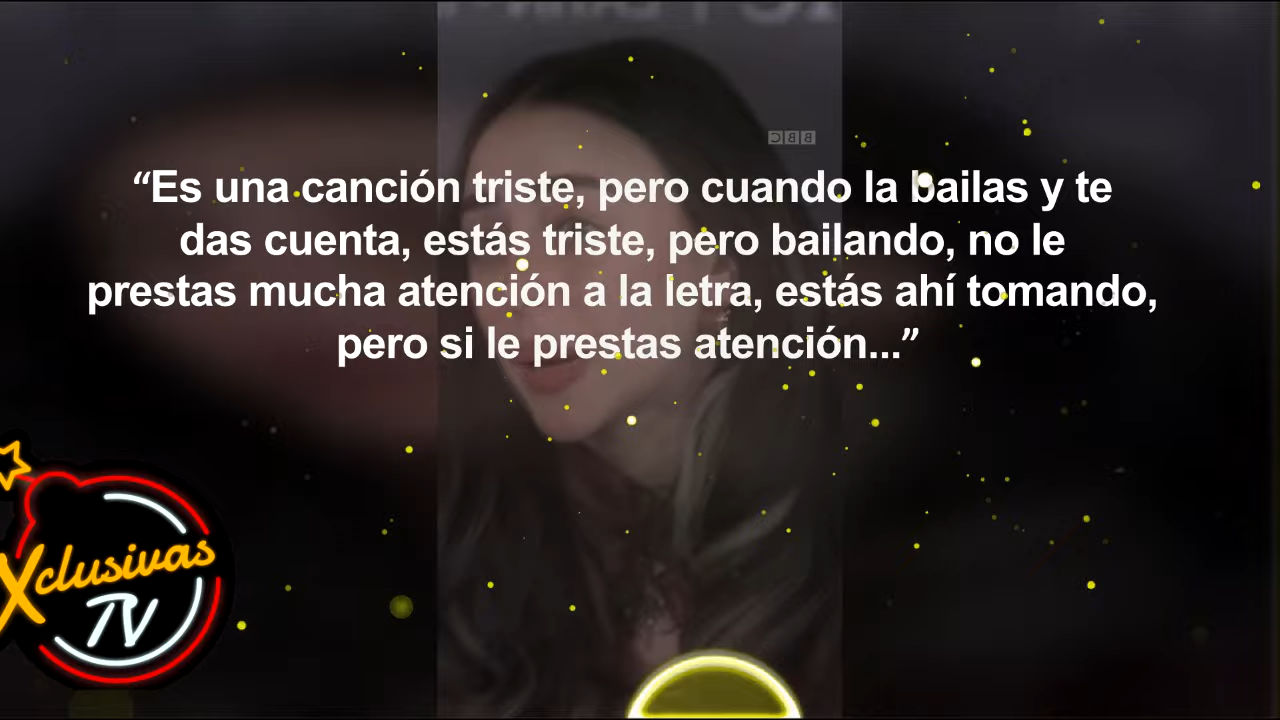 “Es una canción triste, pero cuando la bailas y te
das cuenta, estás triste, pero bailando, no le
prestas mucha atención a la letra, estás ahí tomando,
pero si le prestas atención...”
BBC
Xclusivas
TV